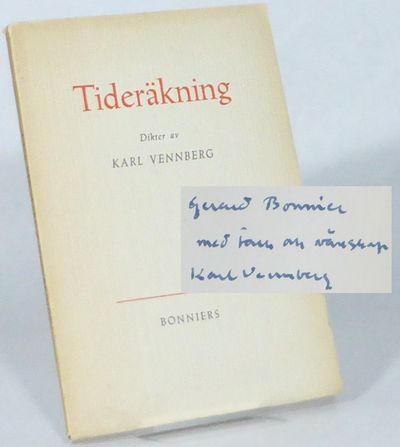 Tideräkning
Dikter av
KARL VENNBERG
Gerard Bonnier
med tack och vänskap
Karl Vennberg
BONNIERS